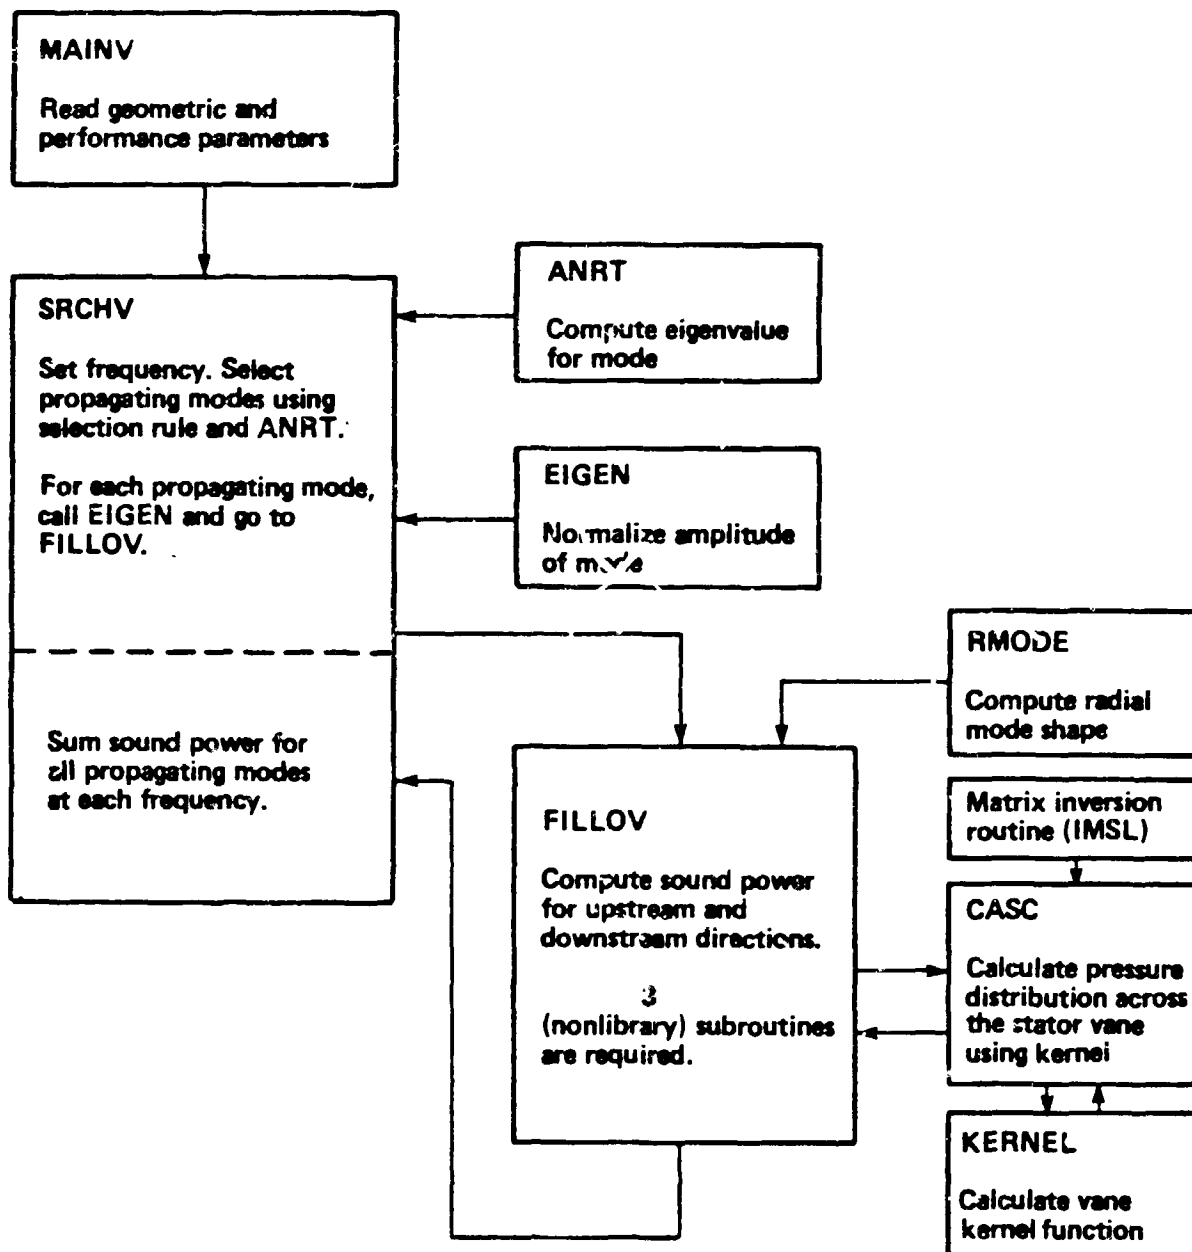 MAINV
Read geometric and
performance parameters
SRCHV
Set frequency. Select
propagating modes using
selection rule and ANRT.
For each propagating mode,
call EIGEN and go to
FILLOV.
Sum sound power for
all propagating modes
at each frequency.
ANRT
Compute eigenvalue
for mode
EIGEN
Normalize amplitude
of mode
FILLOV
Compute sound power
for upstream and
downstream directions.
3
(nonlibrary) subroutines
are required.
RMODE
Compute radial
mode shape
Matrix inversion
routine (IMSL)
CASC
Calculate pressure
distribution across
the stator vane
using kernel
KERNEL
Calculate vane
kernel function